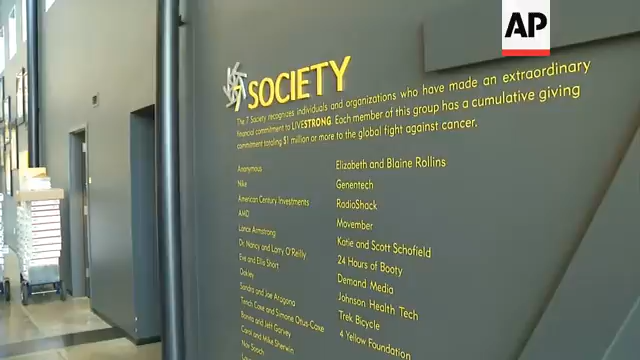 AP
SOCIETY
The 7 Society recognizes individuals and organizations who have made an extraordinary
financial commitment to LIVESTRONG. Each member of this group has a cumulative giving
commitment totaling $1 million or more to the global fight against cancer.
Anonymous
Nike
American Century Investments
AMD
Lance Armstrong
Dr. Nancy and Larry O'Reilly
Eve and Ellis Short
Oakley
Sandra and Joe Aragona
Tench Coxe and Simone Otus-Coxe
Bonera and Jeff Garvey
Carol and Mike Sherwin
Elizabeth and Blaine Rollins
Genentech
RadioShack
Movember
Katie and Scott Schofield
24 Hours of Booty
Demand Media
Johnson Health Tech
Trek Bicycle
4 Yellow Foundation